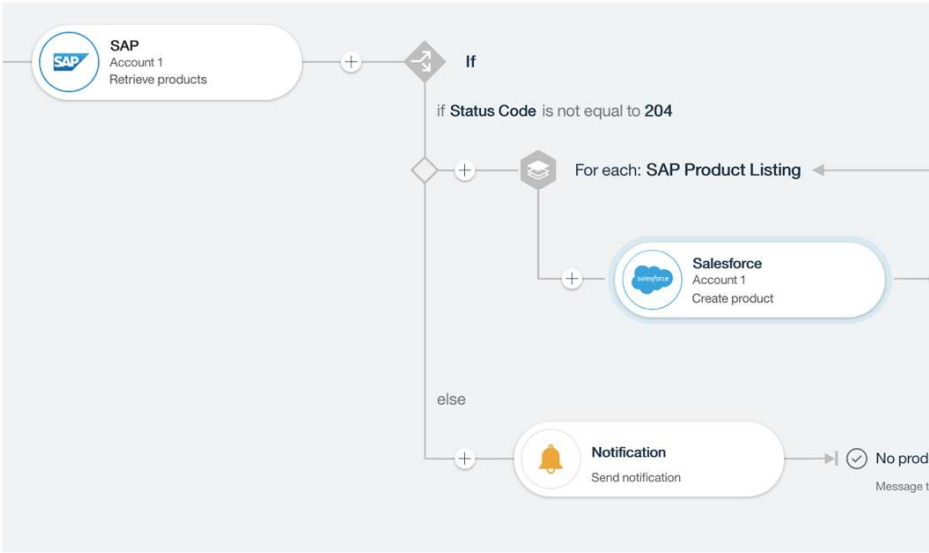 SAP
SAP
Account 1
Retrieve products
If
if Status Code is not equal to 204
For each: SAP Product Listing
salesforce
Salesforce
Account 1
Create product
else
Notification
Send notification
No prod
Message t